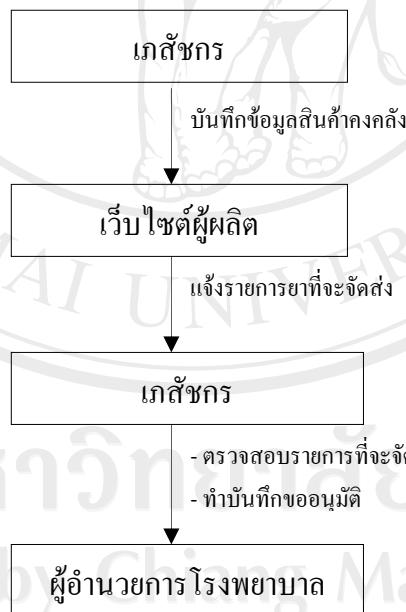 เภสัชกร
บันทึกข้อมูลสินค้าคงคลัง
เว็บไซต์ผู้ผลิต
แจ้งรายการยาที่จะจัดส่ง
เภสัชกร
- ตรวจสอบรายการที่จะจัด
- ทำบันทึกขออนุมัติ
ผู้อำนวยการโรงพยาบาล